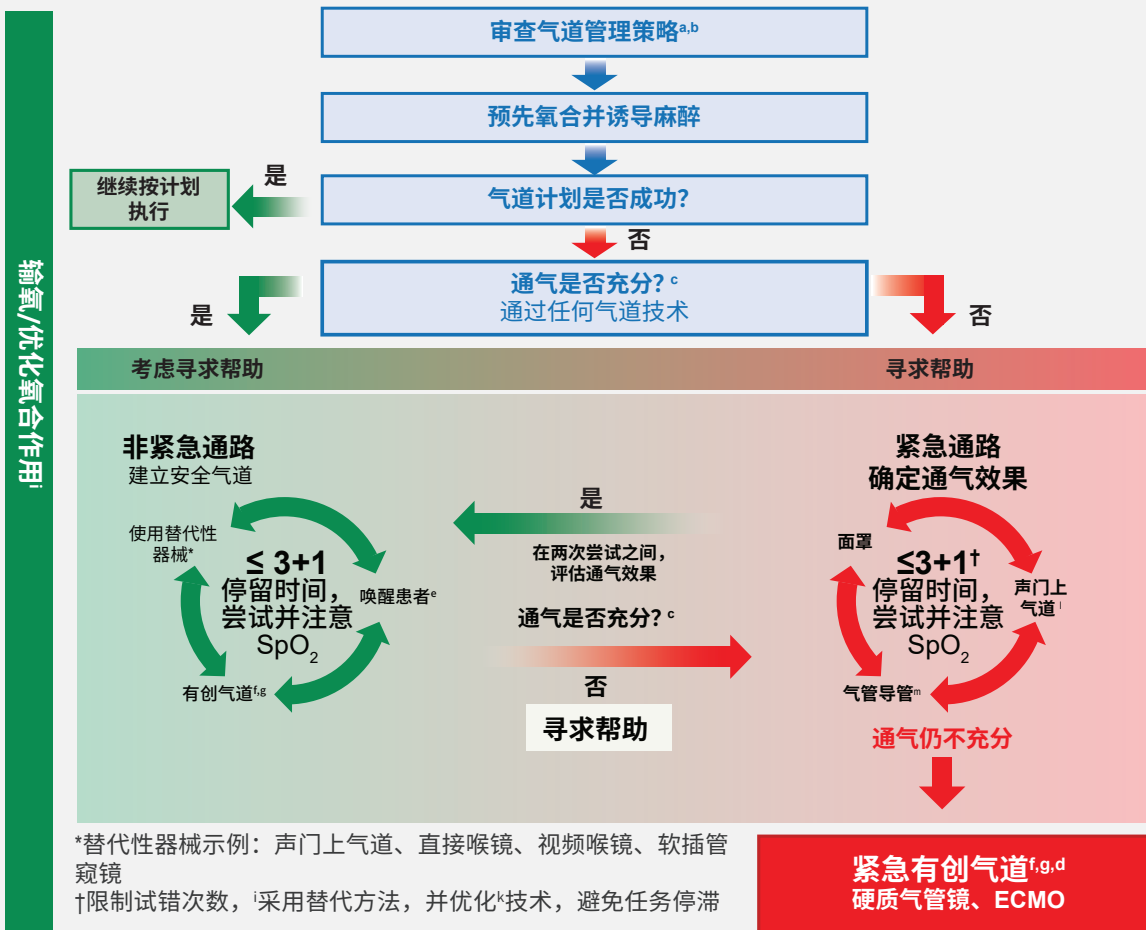 审查气道管理策略a,b
预先氧合并诱导麻醉
气道计划是否成功?
是
继续按计划
执行
否
通气是否充分? c
通过任何气道技术
是
否
输氧/优化氧合作用i
考虑寻求帮助
寻求帮助
非紧急通路
建立安全气道
使用替代性
器械*
≤ 3+1
停留时间，
尝试并注意
SpO2
唤醒患者e
有创气道f,g
是
在两次尝试之间，
评估通气效果
通气是否充分? c
否
寻求帮助
紧急通路
确定通气效果
面罩
≤3+1†
停留时间，
尝试并注意
SpO2
声门上
气道l
气管导管m
通气仍不充分
*替代性器械示例：声门上气道、直接喉镜、视频喉镜、软插管
窥镜
†限制试错次数，j采用替代方法，并优化k技术，避免任务停滞
紧急有创气道f,g,d
硬质气管镜、ECMO